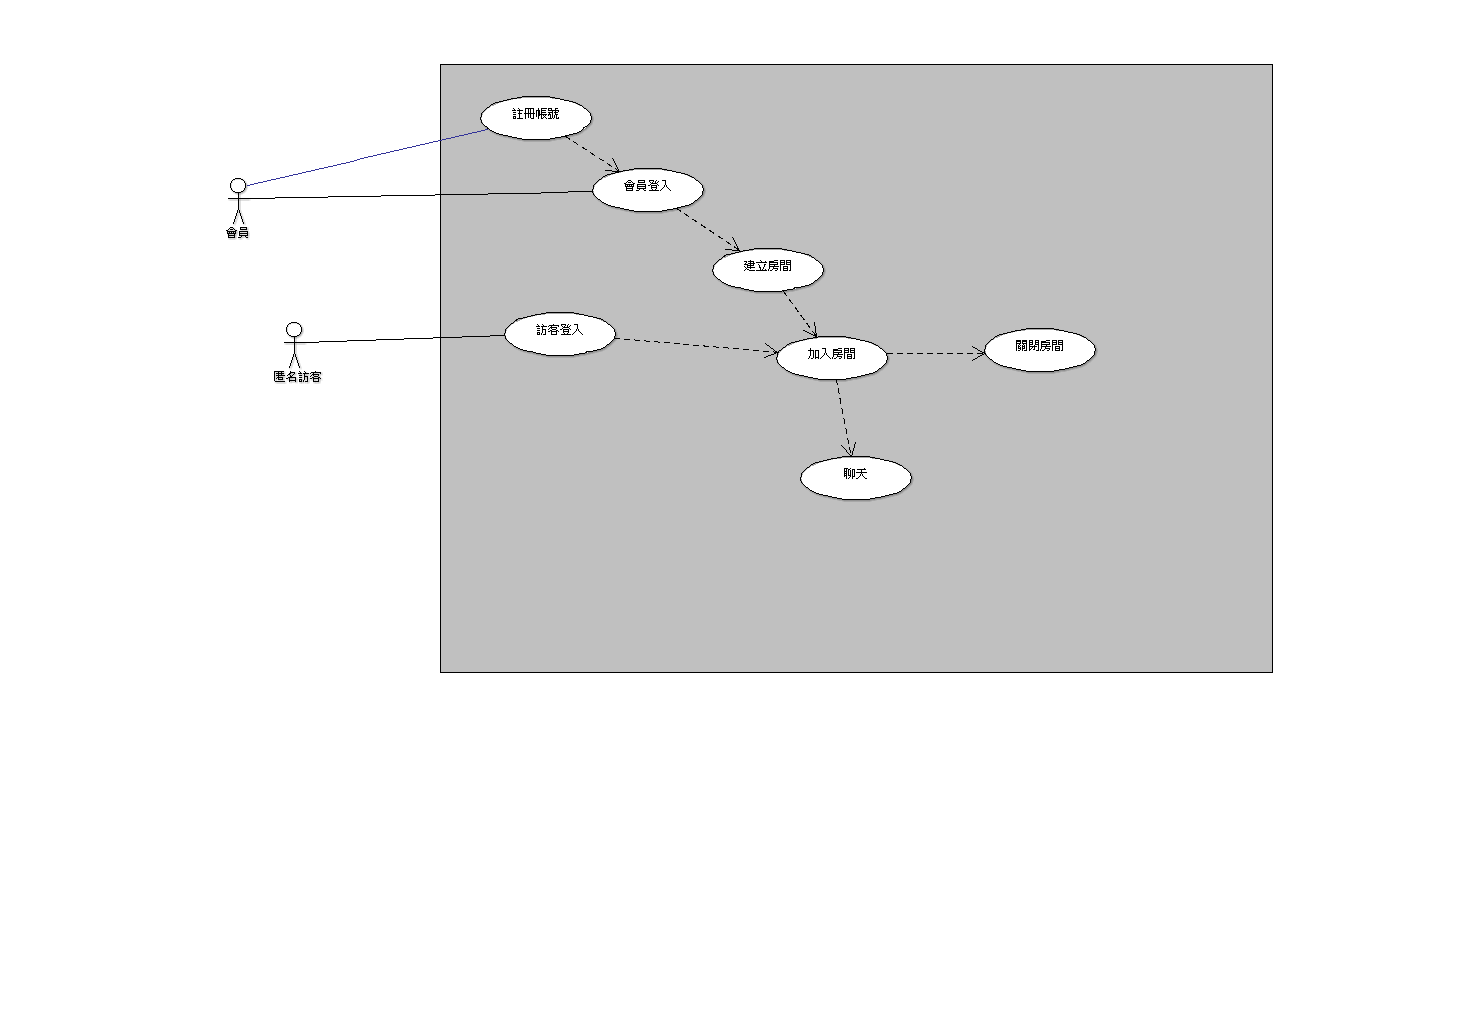 註冊帳號
會員登入
會員
建立房間
訪客登入
加入房間
關閉房間
匿名訪客
聊天